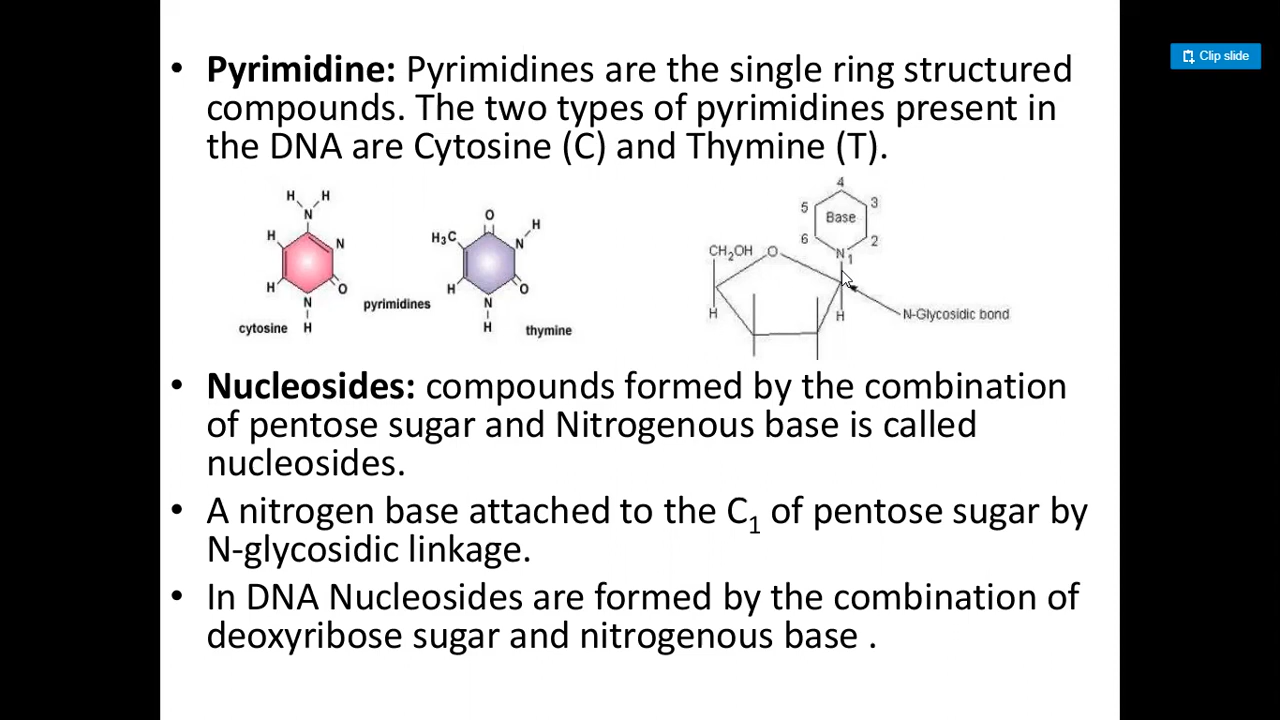 Clip slide
• Pyrimidine: Pyrimidines are the single ring structured
compounds. The two types of pyrimidines present in
the DNA are Cytosine (C) and Thymine (T).
H H
N
H
N
H
O
N
H
cytosine
pyrimidines
O
H
H₃C
N
H
O
N
H
thymine
4
5
3
Base
6
2
N
1
CH₂OH
O
H
H
N-Glycosidic bond
• Nucleosides: compounds formed by the combination
of pentose sugar and Nitrogenous base is called
nucleosides.
• A nitrogen base attached to the C₁ of pentose sugar by
N-glycosidic linkage.
• In DNA Nucleosides are formed by the combination of
deoxyribose sugar and nitrogenous base .